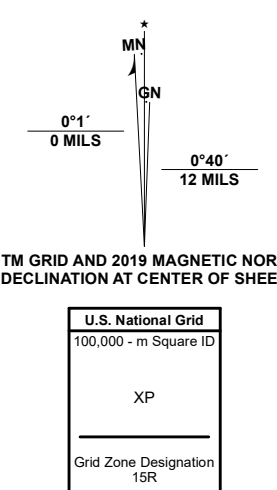 MN
GN
0°1´
0 MILS
0°40´
12 MILS
TM GRID AND 2019 MAGNETIC NOR
DECLINATION AT CENTER OF SHEE
U.S. National Grid
100,000 - m Square ID
XP
Grid Zone Designation
15R